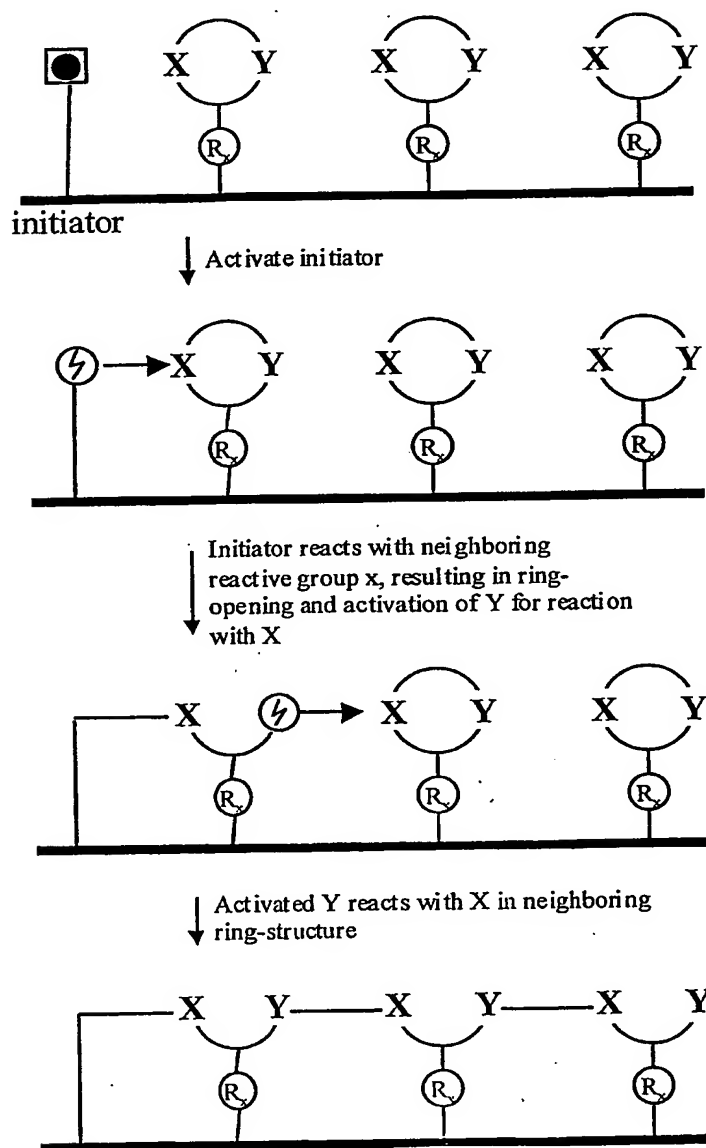 X Y X Y X Y
Rx Rx Rx
initiator
Activate initiator
X Y X Y X Y
Rx Rx Rx
Initiator reacts with neighboring
reactive group x, resulting in ring-
opening and activation of Y for reaction
with X
X X Y X Y
Rx Rx Rx
Activated Y reacts with X in neighboring
ring-structure
X Y X Y X Y
Rx Rx Rx